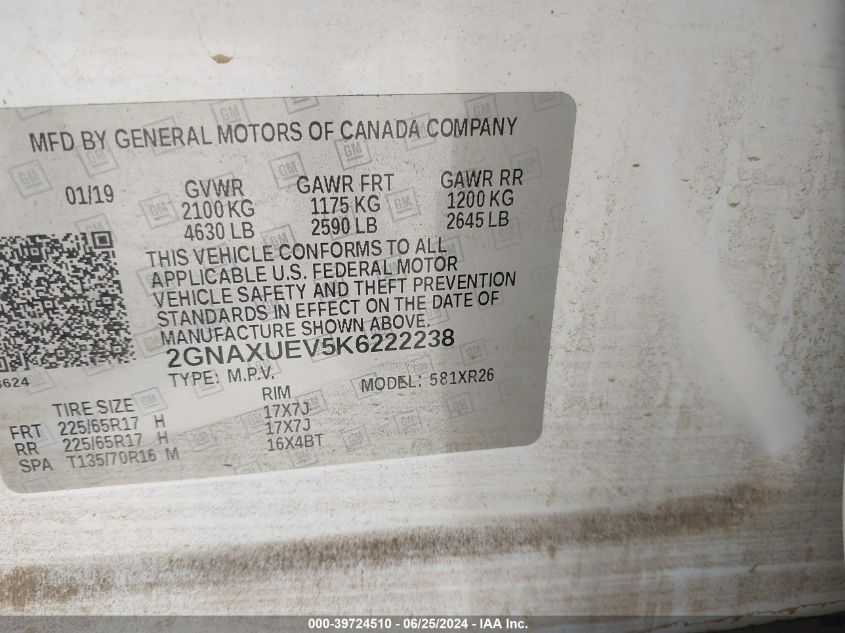 MFD BY GENERAL MOTORS OF CANADA COMPANY
01/19 GVWR GAWR FRT GAWR RR
2100 KG 1175 KG 1200 KG
4630 LB 2590 LB 2645 LB
THIS VEHICLE CONFORMS TO ALL
APPLICABLE U.S. FEDERAL MOTOR
VEHICLE SAFETY AND THEFT PREVENTION
STANDARDS IN EFFECT ON THE DATE OF
MANUFACTURE SHOWN ABOVE.
2GNAXUEV5K6222238
TYPE: M.P.V. MODEL: 581XR26
TIRE SIZE RIM
FRT 225/65R17 H 17X7J
RR 225/65R17 H 17X7J
SPA T135/70R16 M 16X4BT
000-39724510 - 06/25/2024 - IAA Inc.